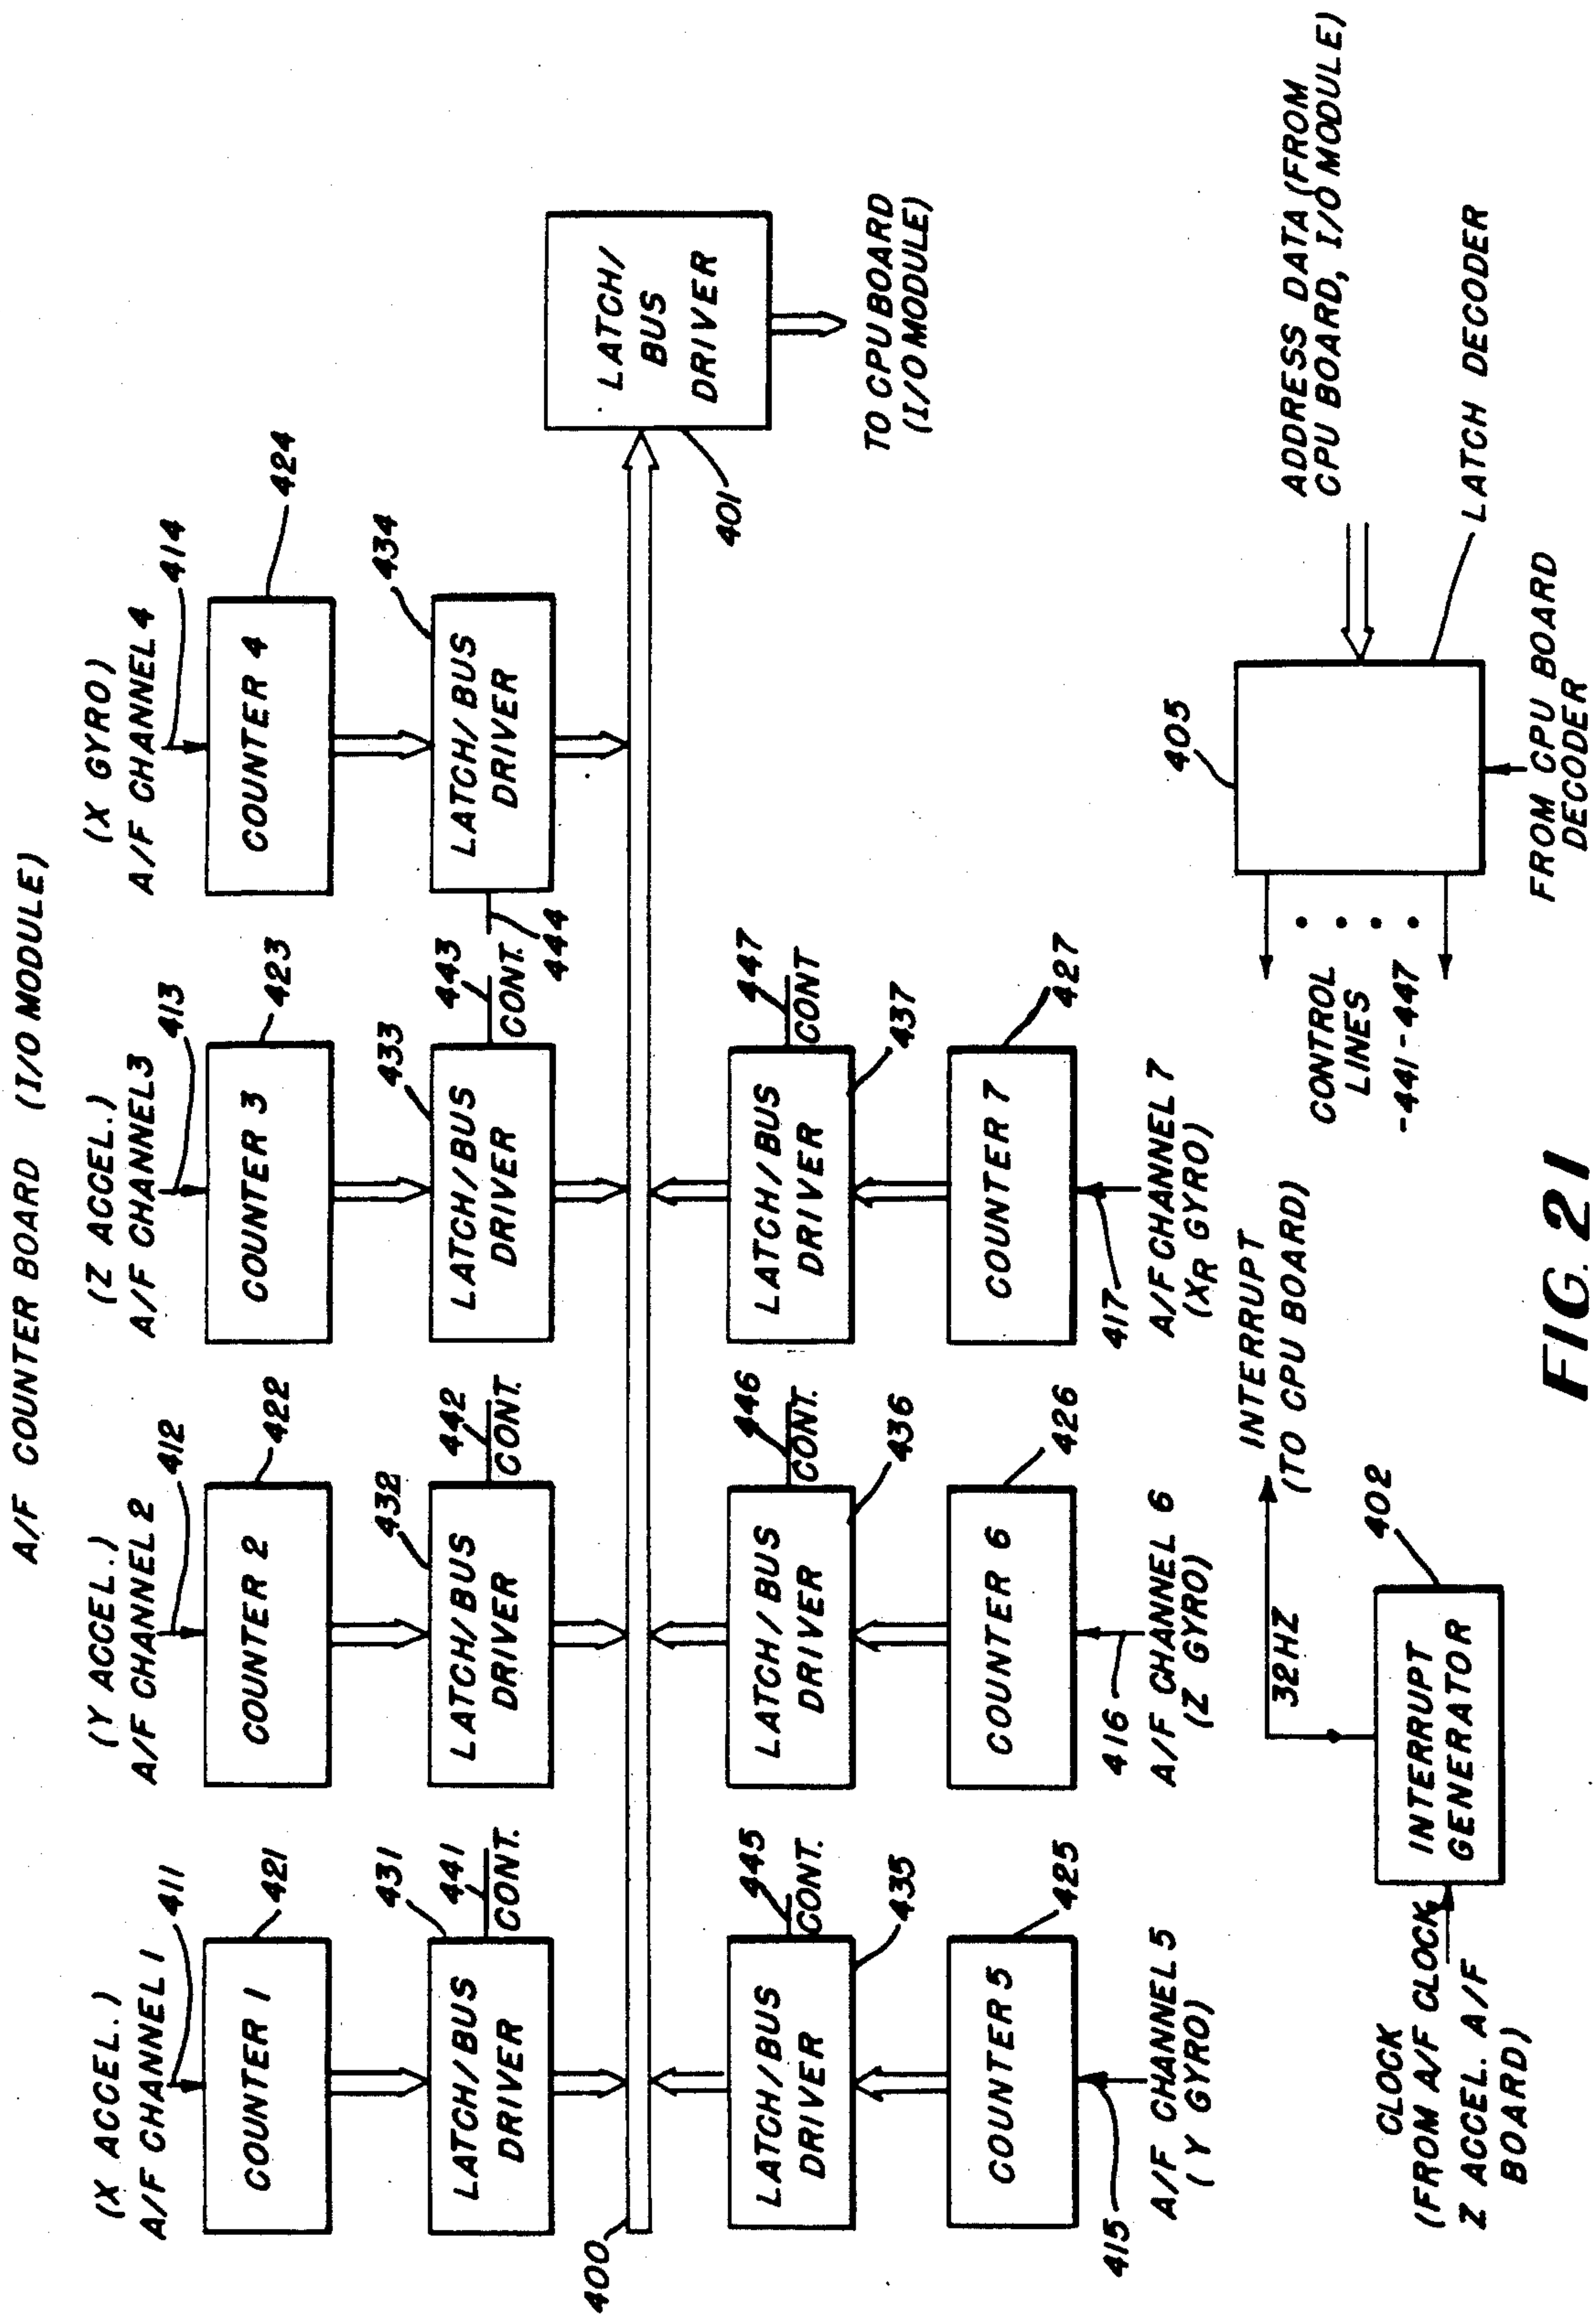 A/F COUNTER BOARD (I/O MODULE)
(X ACCEL.)
A/F CHANNEL 1
411
COUNTER 1
421
LATCH/BUS
DRIVER
431
441
CONT.
(Y ACCEL.)
A/F CHANNEL 2
412
COUNTER 2
422
LATCH/BUS
DRIVER
432
442
CONT.
(Z ACCEL.)
A/F CHANNEL 3
413
COUNTER 3
423
LATCH/BUS
DRIVER
433
443
CONT.
(X GYRO)
A/F CHANNEL 4
414
COUNTER 4
424
LATCH/BUS
DRIVER
434
444
400
LATCH/
BUS
DRIVER
401
TO CPU BOARD
(I/O MODULE)
LATCH/BUS
DRIVER
435
445
CONT.
COUNTER 5
425
415
A/F CHANNEL 5
(Y GYRO)
LATCH/BUS
DRIVER
436
446
CONT.
COUNTER 6
426
416
A/F CHANNEL 6
(Z GYRO)
LATCH/BUS
DRIVER
437
447
CONT
COUNTER 7
427
417
A/F CHANNEL 7
(XR GYRO)
CLOCK
(FROM A/F CLOCK,
Z ACCEL. A/F
BOARD)
INTERRUPT
GENERATOR
402
32HZ
INTERRUPT
(TO CPU BOARD)
CONTROL
LINES
-441-447
405
ADDRESS DATA (FROM
CPU BOARD, I/O MODULE)
LATCH DECODER
FROM CPU BOARD
DECODER
FIG. 21